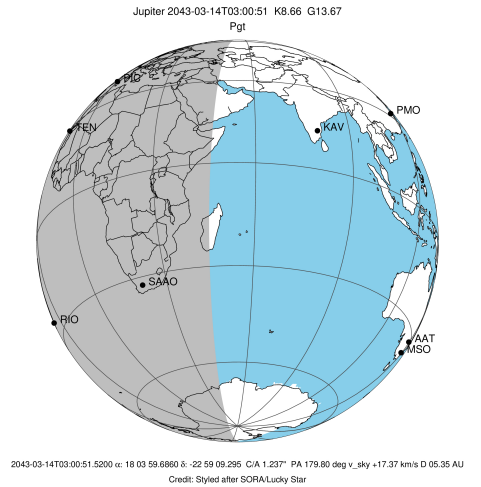 Jupiter 2043-03-14T03:00:51  K8.66  G13.67
Pgt
PIC
TEN
PMO
KAV
SAAO
RIO
AAT
MSO
2043-03-14T03:00:51.5200 α: 18 03 59.6860 δ: -22 59 09.295  C/A 1.237"  PA 179.80 deg v_sky +17.37 km/s D 05.35 AU
Credit: Styled after SORA/Lucky Star